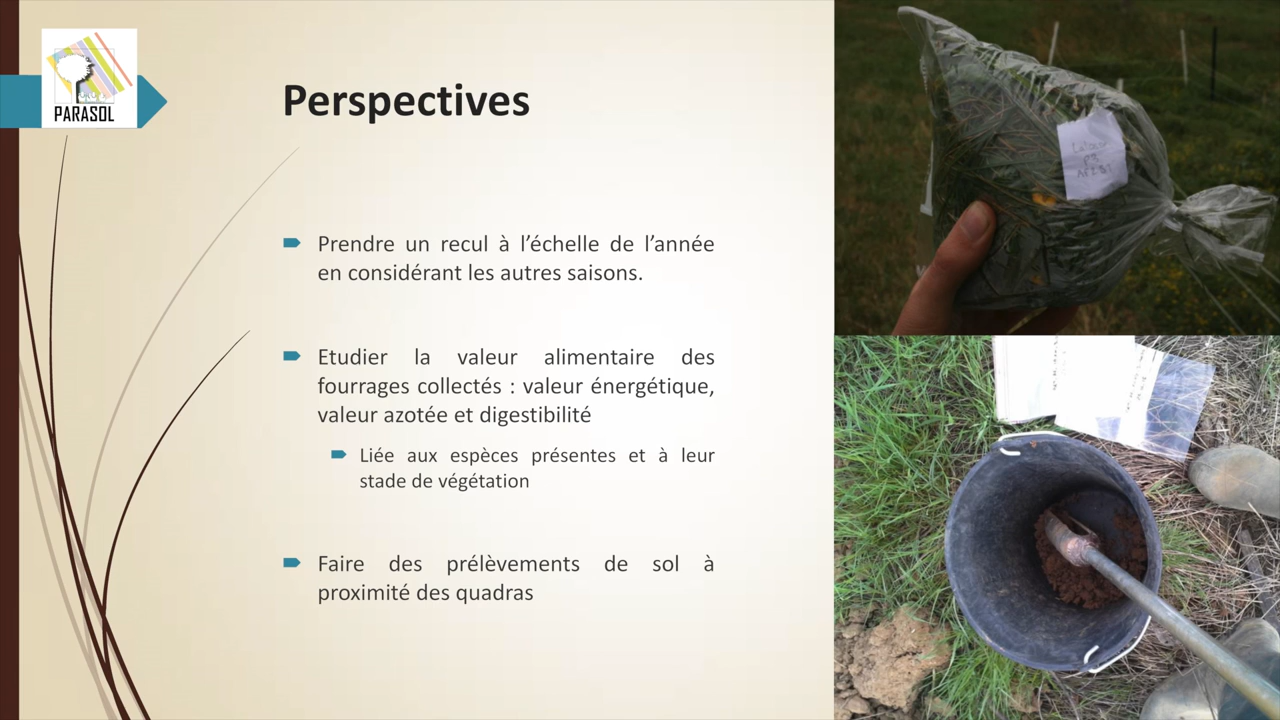 PARASOL
Perspectives
Prendre un recul à l’échelle de l’année
en considérant les autres saisons.
Etudier la valeur alimentaire des
fourrages collectés : valeur énergétique,
valeur azotée et digestibilité
Liée aux espèces présentes et à leur
stade de végétation
Faire des prélèvements de sol à
proximité des quadras